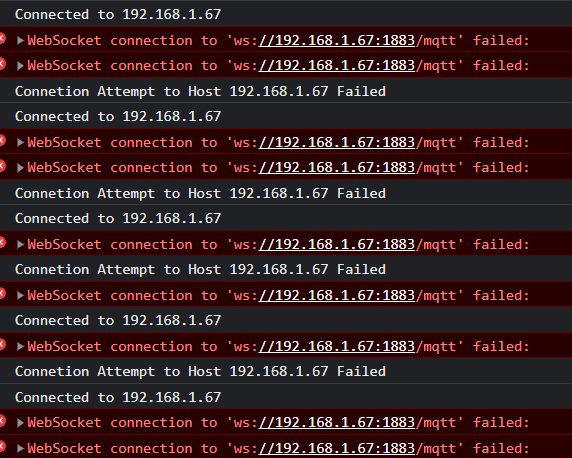 Connected to 192.168.1.67
WebSocket connection to 'ws://192.168.1.67:1883/mqtt' failed:
WebSocket connection to 'ws://192.168.1.67:1883/mqtt' failed:
Connetion Attempt to Host 192.168.1.67 Failed
Connected to 192.168.1.67
WebSocket connection to 'ws://192.168.1.67:1883/mqtt' failed:
WebSocket connection to 'ws://192.168.1.67:1883/mqtt' failed:
Connetion Attempt to Host 192.168.1.67 Failed
Connected to 192.168.1.67
WebSocket connection to 'ws://192.168.1.67:1883/mqtt' failed:
Connetion Attempt to Host 192.168.1.67 Failed
WebSocket connection to 'ws://192.168.1.67:1883/mqtt' failed:
Connected to 192.168.1.67
WebSocket connection to 'ws://192.168.1.67:1883/mqtt' failed:
Connetion Attempt to Host 192.168.1.67 Failed
Connected to 192.168.1.67
WebSocket connection to 'ws://192.168.1.67:1883/mqtt' failed:
WebSocket connection to 'ws://192.168.1.67:1883/mqtt' failed: